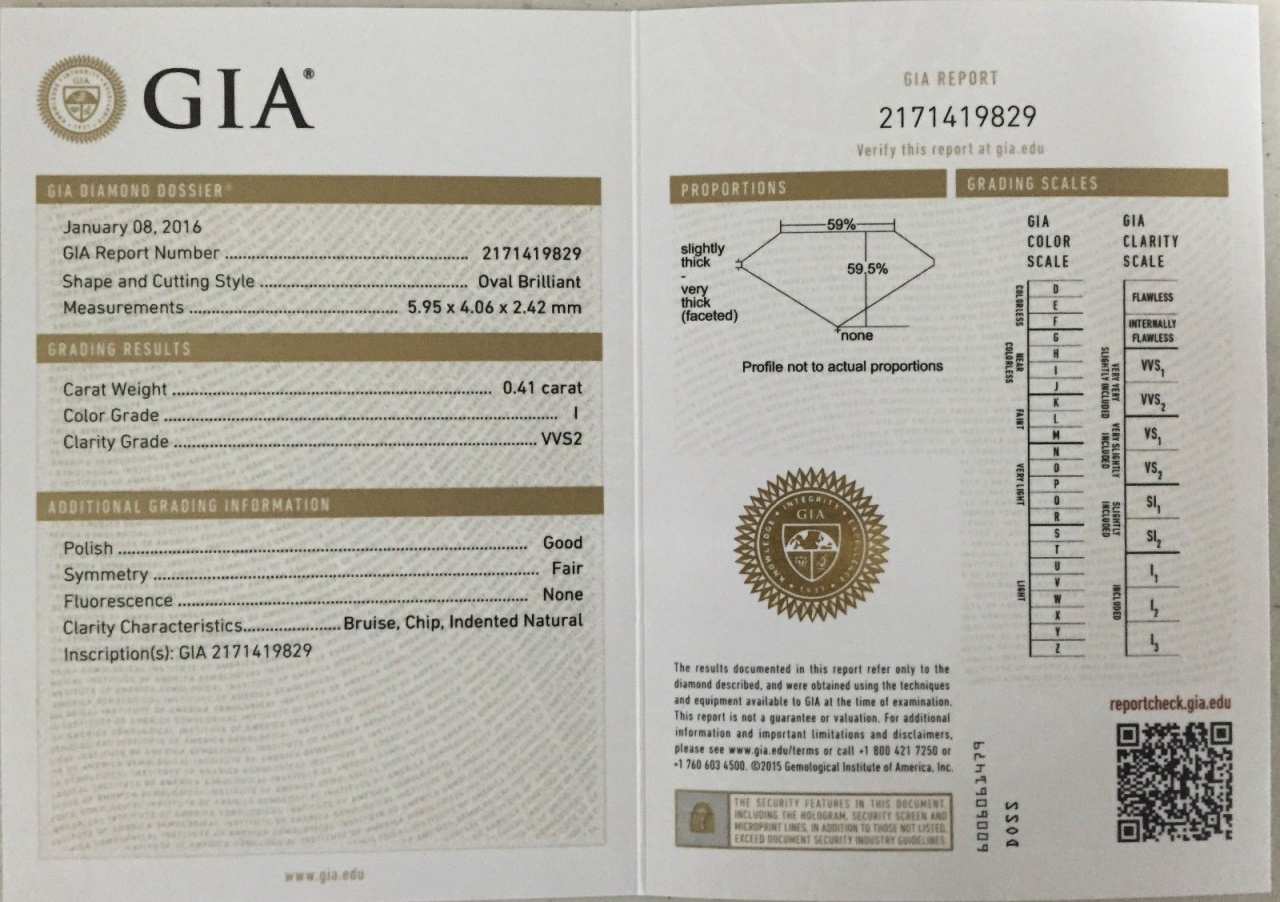 GIA®
GIA DIAMOND DOSSIER®
January 08, 2016
GIA Report Number 2171419829
Shape and Cutting Style Oval Brilliant
Measurements 5.95 x 4.06 x 2.42 mm
GRADING RESULTS
Carat Weight 0.41 carat
Color Grade I
Clarity Grade VVS2
ADDITIONAL GRADING INFORMATION
Polish Good
Symmetry Fair
Fluorescence None
Clarity Characteristics Bruise, Chip, Indented Natural
Inscription(s): GIA 2171419829
www.gia.edu
GIA REPORT
2171419829
Verify this report at gia.edu
PROPORTIONS
59%
slightly
thick
-
very
thick
(faceted)
59.5%
none
Profile not to actual proportions
INTEGRITY
GIA
KNOWLEDGE
EXCELLENCE
1931
The results documented in this report refer only to the
diamond described, and were obtained using the techniques
and equipment available to GIA at the time of examination.
This report is not a guarantee or valuation. For additional
information and important limitations and disclaimers,
please see www.gia.edu/terms or call +1 800 421 7250 or
+1 760 603 4500. ©2015 Gemological Institute of America, Inc.
THE SECURITY FEATURES IN THIS DOCUMENT,
INCLUDING THE HOLOGRAM, SECURITY SCREEN AND
MICROPRINT LINES, IN ADDITION TO THOSE NOT LISTED,
EXCEED DOCUMENT SECURITY INDUSTRY GUIDELINES.
GRADING SCALES
GIA
COLOR
SCALE
COLORLESS
D
E
F
NEAR
COLORLESS
G
H
I
J
FAINT
K
L
M
VERY LIGHT
N
O
P
Q
R
LIGHT
S
T
U
V
W
X
Y
Z
GIA
CLARITY
SCALE
FLAWLESS
INTERNALLY
FLAWLESS
VERY VERY
SLIGHTLY INCLUDED
VVS1
VVS2
VERY SLIGHTLY
INCLUDED
VS1
VS2
SLIGHTLY
INCLUDED
SI1
SI2
INCLUDED
I1
I2
I3
reportcheck.gia.edu
6006061479
DOSS